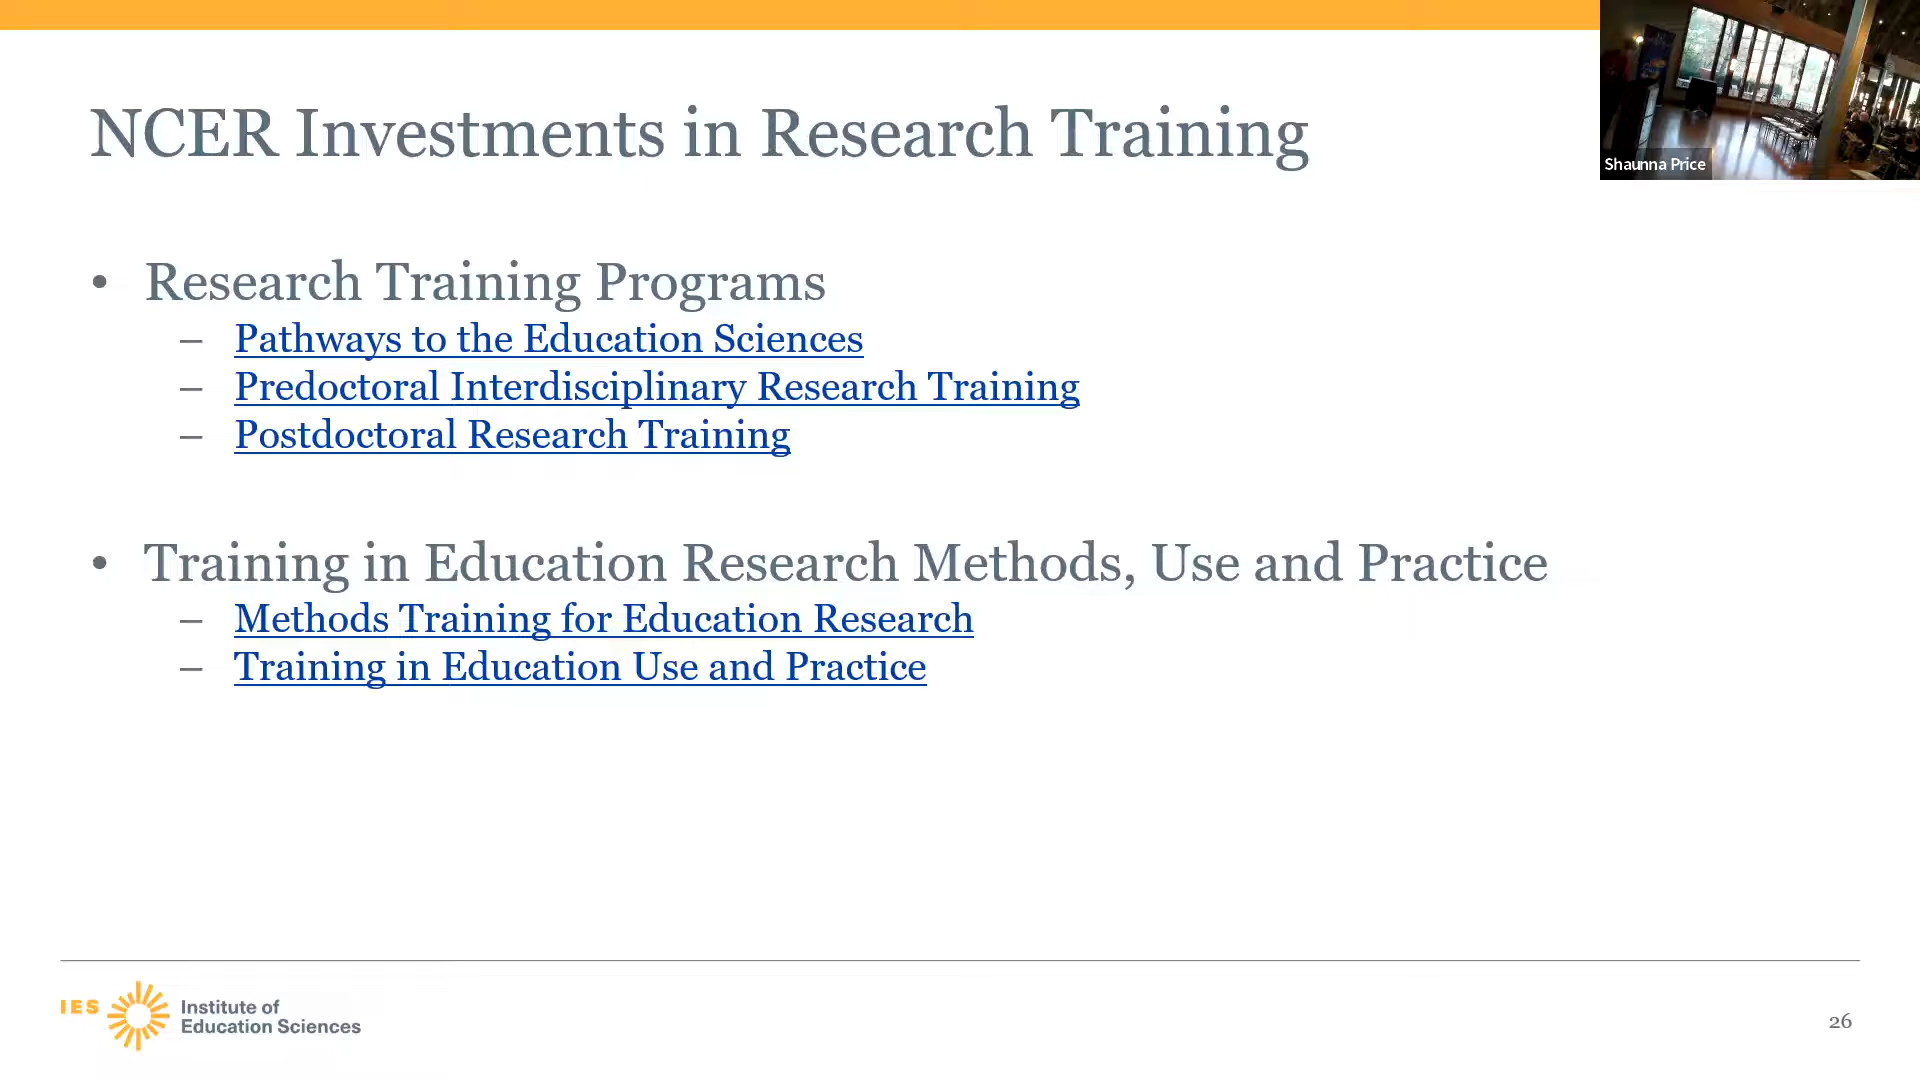 NCER Investments in Research Training
Shaunna Price
• Research Training Programs
– Pathways to the Education Sciences
– Predoctoral Interdisciplinary Research Training
– Postdoctoral Research Training
• Training in Education Research Methods, Use and Practice
– Methods Training for Education Research
– Training in Education Use and Practice
IES Institute of
Education Sciences
26